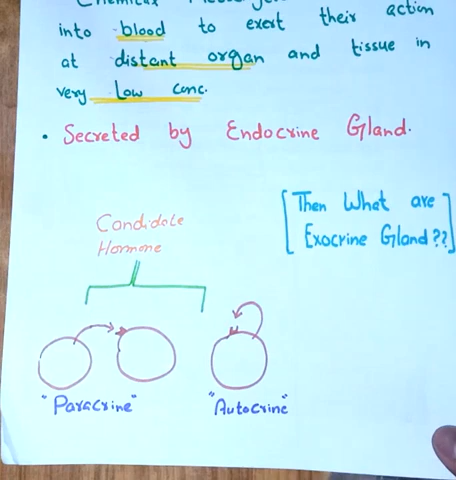 their action
into blood to exert
tissue in
at distant organ and
very Low Conc.
• Secreted by Endocrine Gland.
[Then What are
Exocrine Gland??]
Candidate
Hormone
"Paracrine"
"Autocrine"